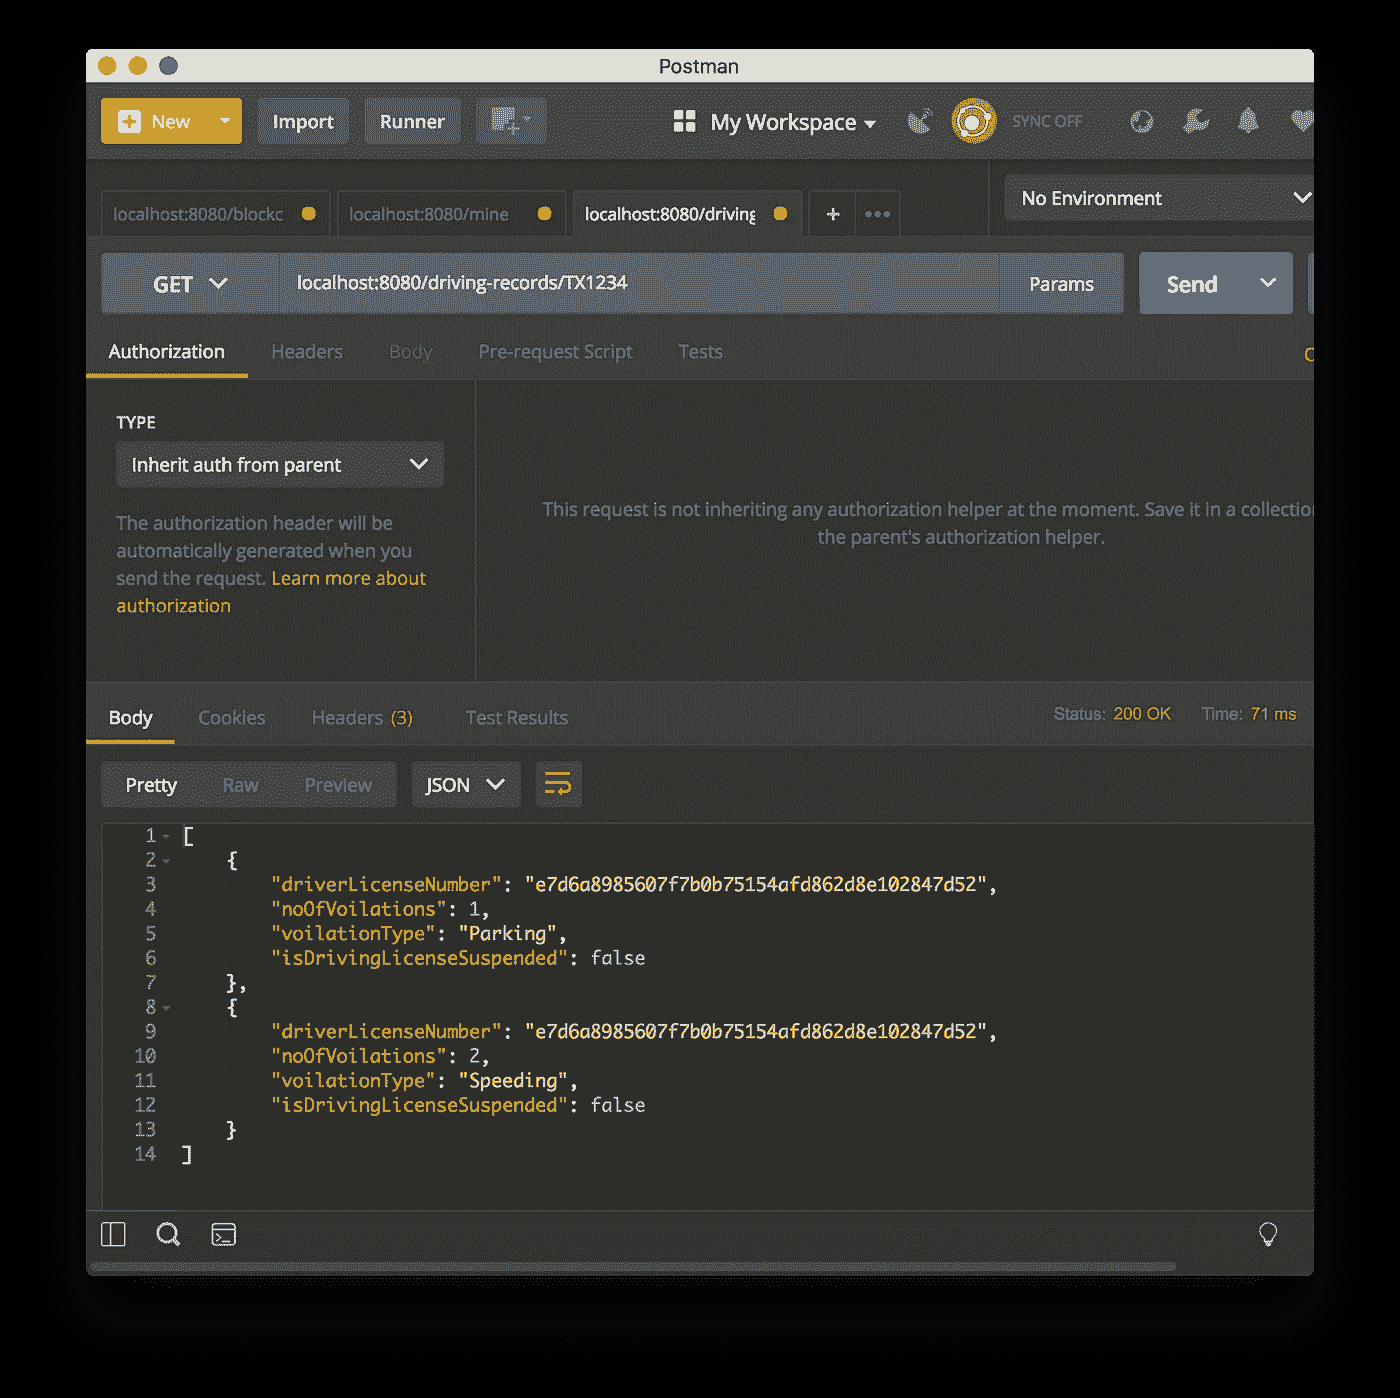 Postman
New Import Runner My Workspace SYNC OFF
localhost:8080/blockc localhost:8080/mine localhost:8080/driving + ••• No Environment
GET localhost:8080/driving-records/TX1234 Params Send
Authorization Headers Body Pre-request Script Tests
TYPE
Inherit auth from parent
The authorization header will be
automatically generated when you
send the request. Learn more about
authorization
This request is not inheriting any authorization helper at the moment. Save it in a collectio
the parent's authorization helper.
Body Cookies Headers (3) Test Results Status: 200 OK Time: 71 ms
Pretty Raw Preview JSON
1 [
2 {
3 "driverLicenseNumber": "e7d6a8985607f7b0b75154afd862d8e102847d52",
4 "noOfVoilations": 1,
5 "voilationType": "Parking",
6 "isDrivingLicenseSuspended": false
7 },
8 {
9 "driverLicenseNumber": "e7d6a8985607f7b0b75154afd862d8e102847d52",
10 "noOfVoilations": 2,
11 "voilationType": "Speeding",
12 "isDrivingLicenseSuspended": false
13 }
14 ]